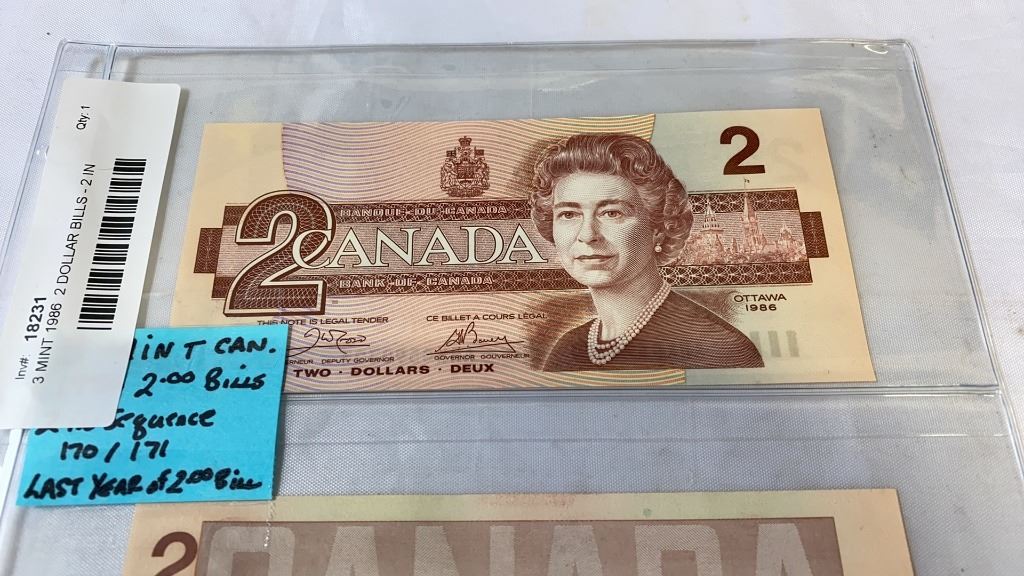 Inv#: 18231
Qty: 1
3 MINT 1986 2 DOLLAR BILLS - 2 IN
INT CAN.
2.00 Bills
Sequence
170 / 171
LAST YEAR of 2.00 Bills
2
BANQUE · DU · CANADA
2
CANADA
BANK · OF · CANADA
OTTAWA
1986
THIS NOTE IS LEGAL TENDER
CE BILLET A COURS LÉGAL
DEPUTY GOVERNOR
GOVERNOR GOUVERNEUR
TWO · DOLLARS · DEUX
2
CANADA